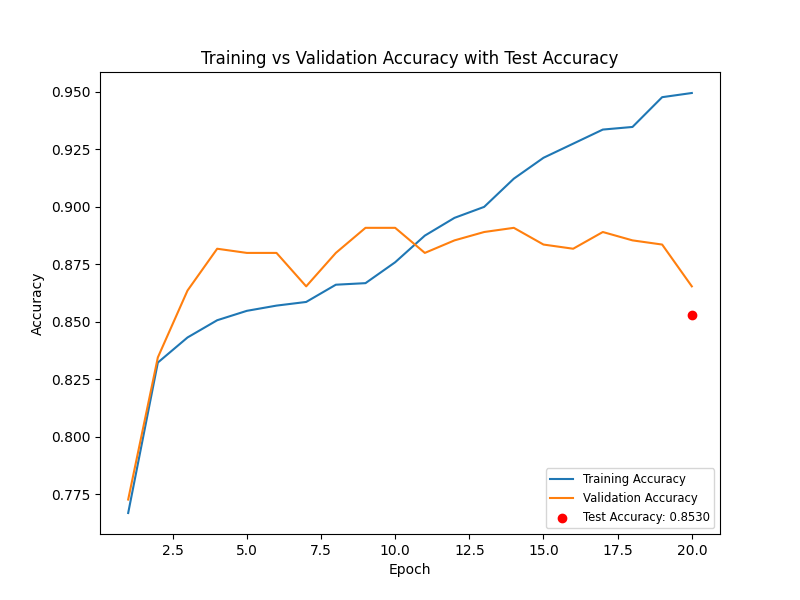 Training vs Validation Accuracy with Test Accuracy
0.950
0.925
0.900
0.875
0.850
0.825
0.800
0.775
Accuracy
Training Accuracy
Validation Accuracy
Test Accuracy: 0.8530
2.5 5.0 7.5 10.0 12.5 15.0 17.5 20.0
Epoch